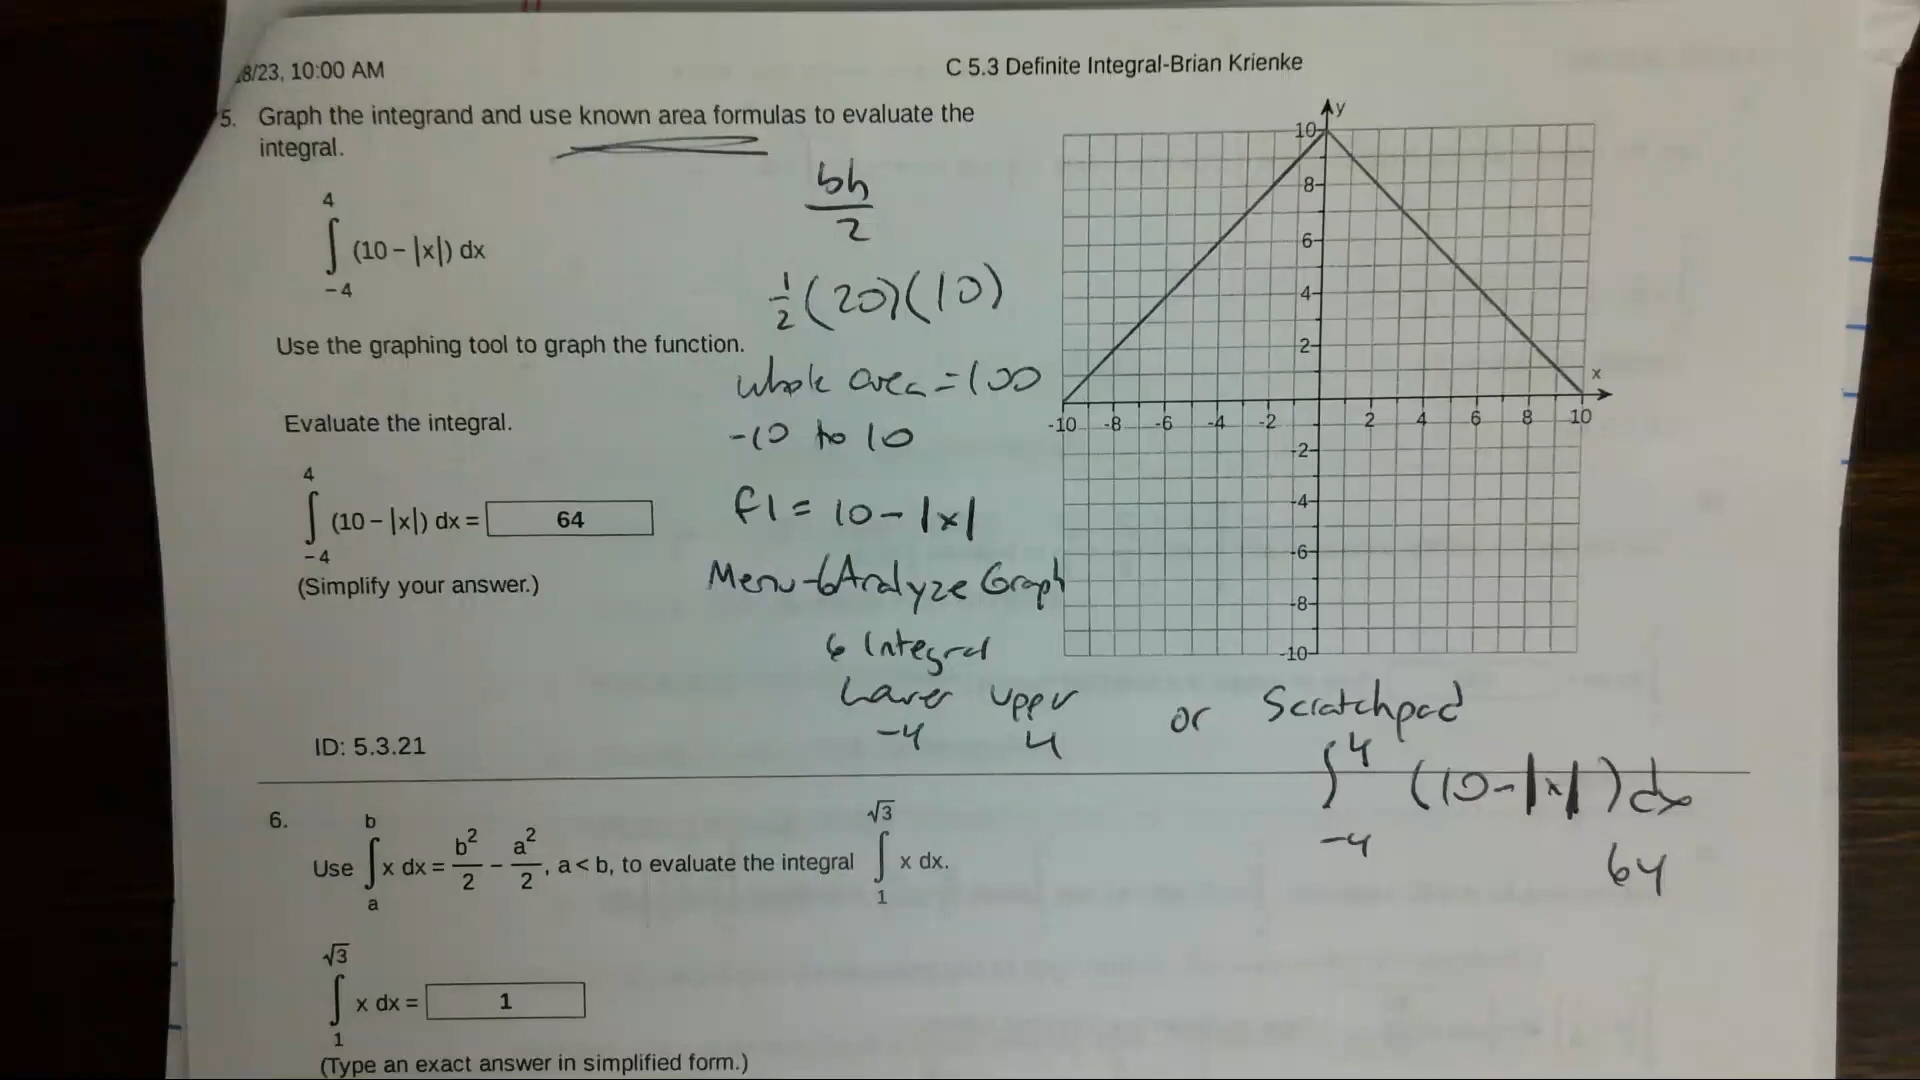 8/23, 10:00 AM
C 5.3 Definite Integral-Brian Krienke
5. Graph the integrand and use known area formulas to evaluate the
integral.
4
∫ (10 – |x|) dx
– 4
bh
2
1/2 (20)(10)
Use the graphing tool to graph the function.
whole area = 100
-10 to 10
Evaluate the integral.
4
∫ (10 – |x|) dx = 64
– 4
(Simplify your answer.)
f1 = 10 - |x|
Menu - 6 Analyze Graph
6 Integral
Lower Upper
-4 4
y
10
8
6
4
2
x
-10 -8 -6 -4 -2 2 4 6 8 10
-2
-4
-6
-8
-10
or Scratchpad
4
∫ (10 - |x|) dx
-4
64
ID: 5.3.21
6.
b
Use ∫ x dx = b²/2 – a²/2, a < b, to evaluate the integral ∫ x dx.
a
√3
1
√3
∫ x dx = 1
1
(Type an exact answer in simplified form.)